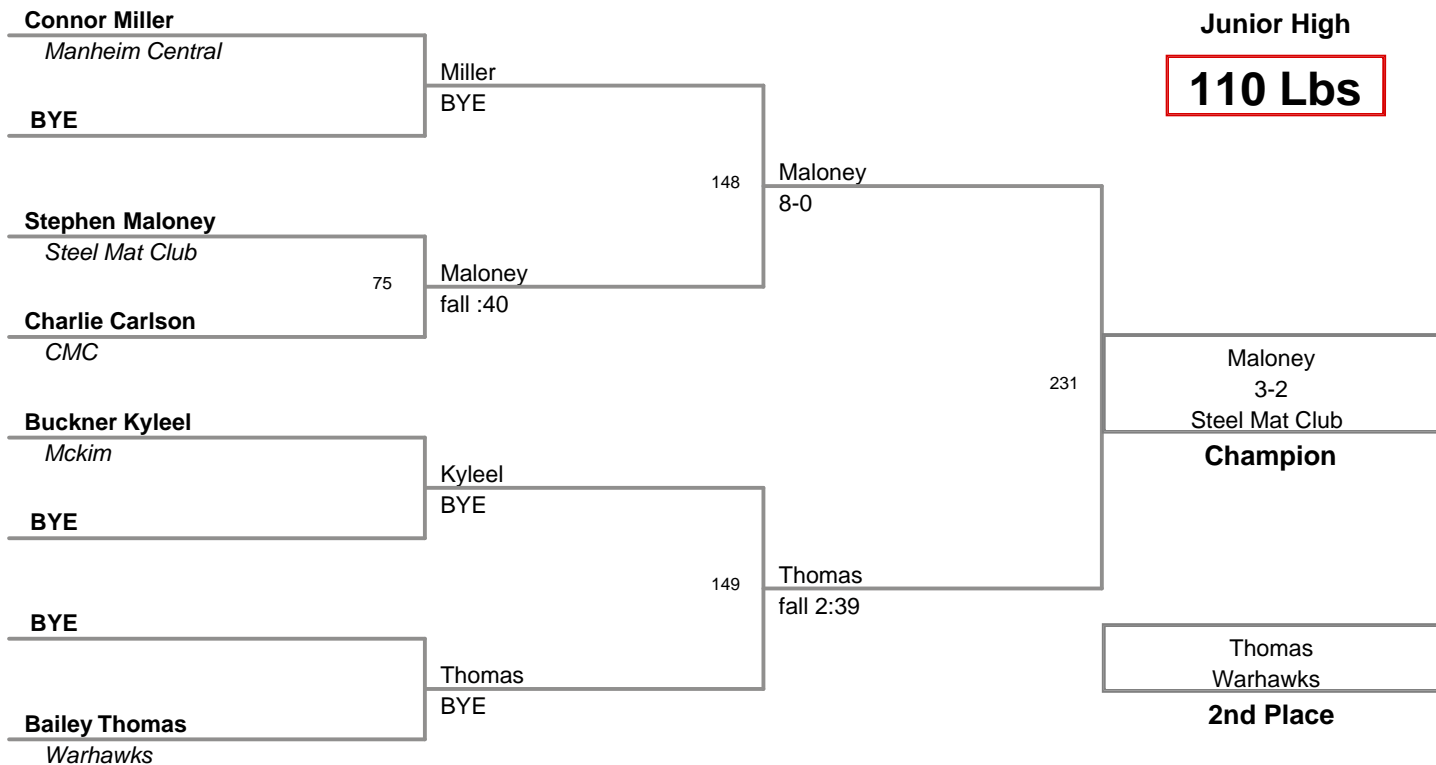 Connor Miller
Manheim Central
BYE
Stephen Maloney
Steel Mat Club
Charlie Carlson
CMC
Buckner Kyleel
Mckim
BYE
BYE
Bailey Thomas
Warhawks
Miller
BYE
75
Maloney
fall :40
Kyleel
BYE
Thomas
BYE
148
Maloney
8-0
149
Thomas
fall 2:39
231
Junior High
110 Lbs
Maloney
3-2
Steel Mat Club
Champion
Thomas
Warhawks
2nd Place